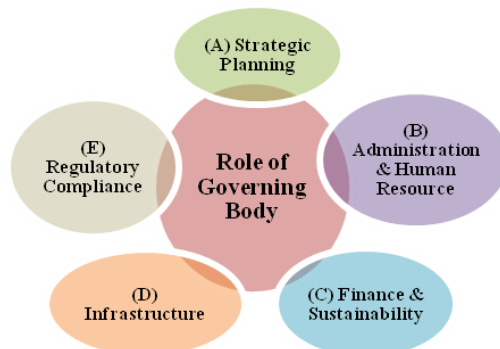 (A) Strategic
Planning
(B)
Administration
& Human
Resource
(C) Finance &
Sustainability
(D)
Infrastructure
(E)
Regulatory
Compliance
Role of
Governing
Body